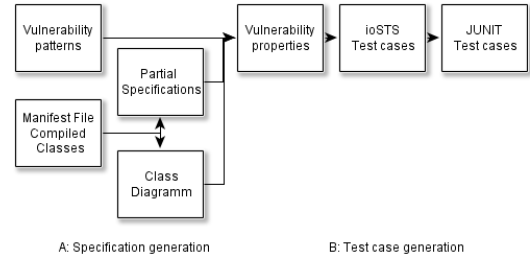 Vulnerability
patterns
Vulnerability
properties
ioSTS
Test cases
JUNIT
Test cases
Partial
Specifications
Manifest File
Compiled
Classes
Class
Diagramm
A: Specification generation
B: Test case generation